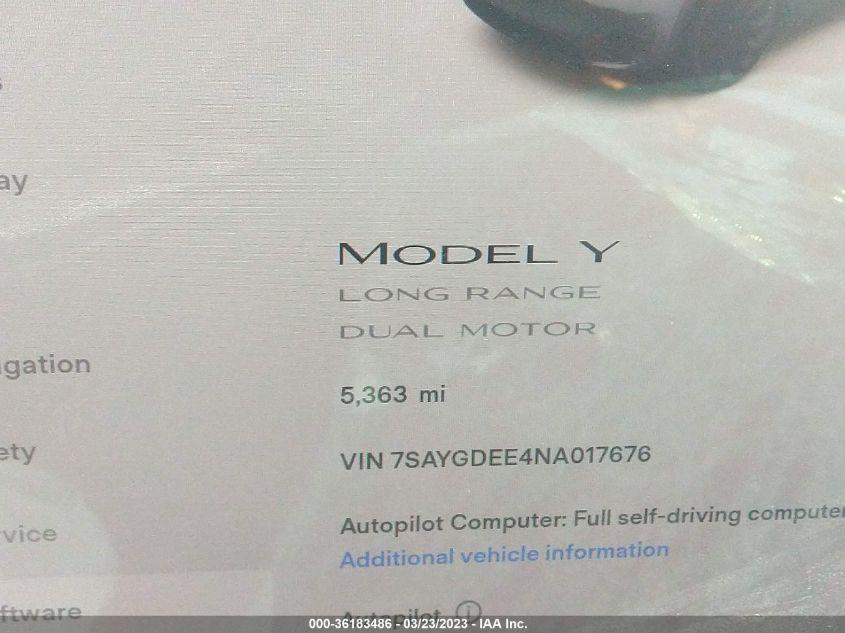 ay
MODEL Y
LONG RANGE
DUAL MOTOR
gation
5,363 mi
ety
VIN 7SAYGDEE4NA017676
vice
Autopilot Computer: Full self-driving computer
Additional vehicle information
ftware
Autopilot
000-36183486 - 03/23/2023 - IAA Inc.